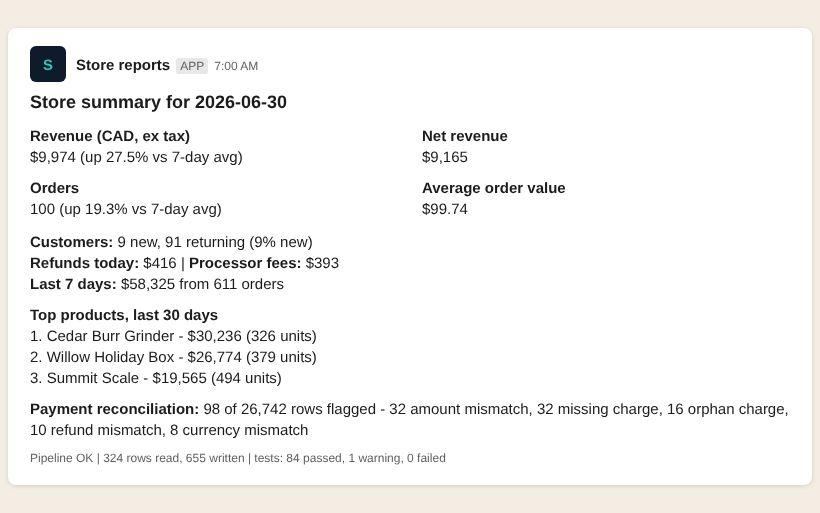 S
Store reports APP 7:00 AM
Store summary for 2026-06-30
Revenue (CAD, ex tax)
$9,974 (up 27.5% vs 7-day avg)
Net revenue
$9,165
Orders
100 (up 19.3% vs 7-day avg)
Average order value
$99.74
Customers: 9 new, 91 returning (9% new)
Refunds today: $416 | Processor fees: $393
Last 7 days: $58,325 from 611 orders
Top products, last 30 days
1. Cedar Burr Grinder - $30,236 (326 units)
2. Willow Holiday Box - $26,774 (379 units)
3. Summit Scale - $19,565 (494 units)
Payment reconciliation: 98 of 26,742 rows flagged - 32 amount mismatch, 32 missing charge, 16 orphan charge,
10 refund mismatch, 8 currency mismatch
Pipeline OK | 324 rows read, 655 written | tests: 84 passed, 1 warning, 0 failed